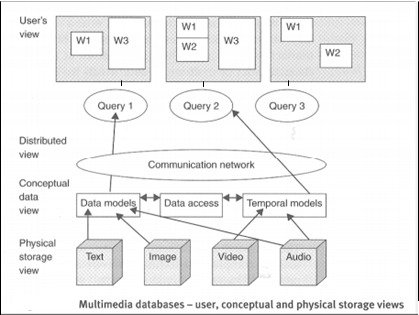 User's
view
W1
W3
W1
W2
W3
W1
W2
Query 1
Query 2
Query 3
Distributed
view
Communication network
Conceptual
data
view
Data models
Data access
Temporal models
Physical
storage
view
Text
Image
Video
Audio
Multimedia databases – user, conceptual and physical storage views